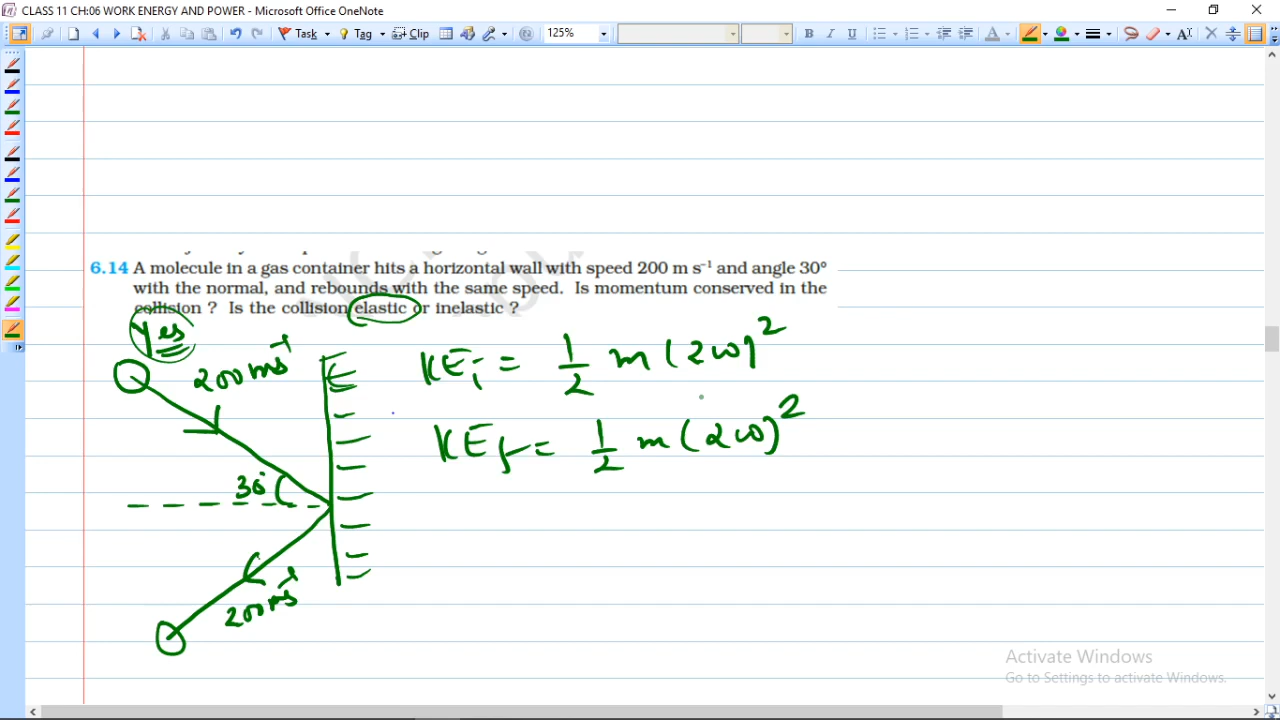 CLASS 11 CH:06 WORK ENERGY AND POWER - Microsoft Office OneNote
Task Tag Clip 125% B I U
6.14 A molecule in a gas container hits a horizontal wall with speed 200 m s⁻¹ and angle 30°
with the normal, and rebounds with the same speed. Is momentum conserved in the
collision ? Is the collision elastic or inelastic ?
Yes
200 ms⁻¹
KEi = 1/2 m (200)²
KEf = 1/2 m (200)²
30°
200 ms⁻¹
Activate Windows
Go to Settings to activate Windows.